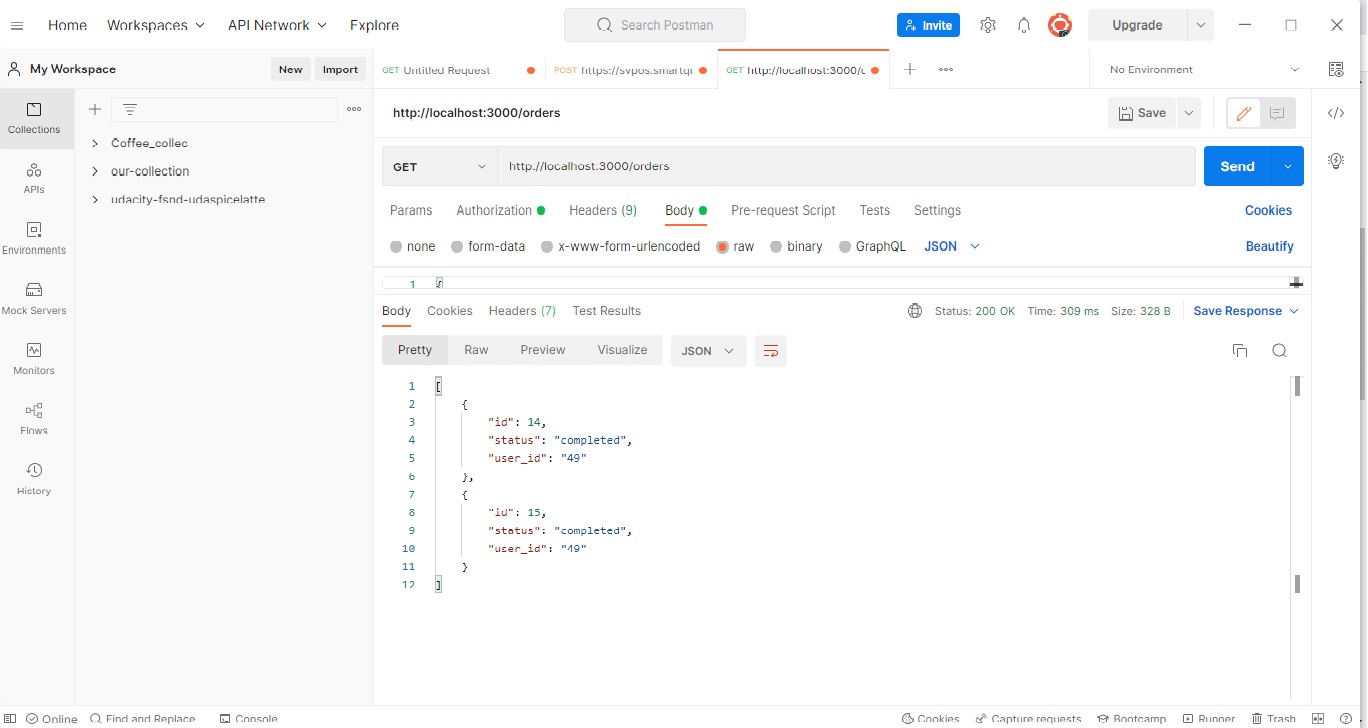 Home Workspaces API Network Explore Search Postman Invite Upgrade
My Workspace New Import GET Untitled Request POST https://svpos.smartqr GET http://localhost:3000/c No Environment
Collections
APIs
Environments
Mock Servers
Monitors
Flows
History
Coffee_collec
our-collection
udacity-fsnd-udaspicelatte
http://localhost:3000/orders Save
GET http://localhost:3000/orders Send
Params Authorization Headers (9) Body Pre-request Script Tests Settings Cookies
none form-data x-www-form-urlencoded raw binary GraphQL JSON Beautify
1 {
Body Cookies Headers (7) Test Results Status: 200 OK Time: 309 ms Size: 328 B Save Response
Pretty Raw Preview Visualize JSON
1 [
2 {
3 "id": 14,
4 "status": "completed",
5 "user_id": "49"
6 },
7 {
8 "id": 15,
9 "status": "completed",
10 "user_id": "49"
11 }
12 ]
Online Find and Replace Console Cookies Capture requests Bootcamp Runner Trash